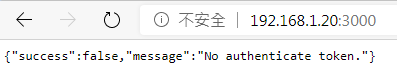 不安全 | 192.168.1.20:3000
{"success":false,"message":"No authenticate token."}